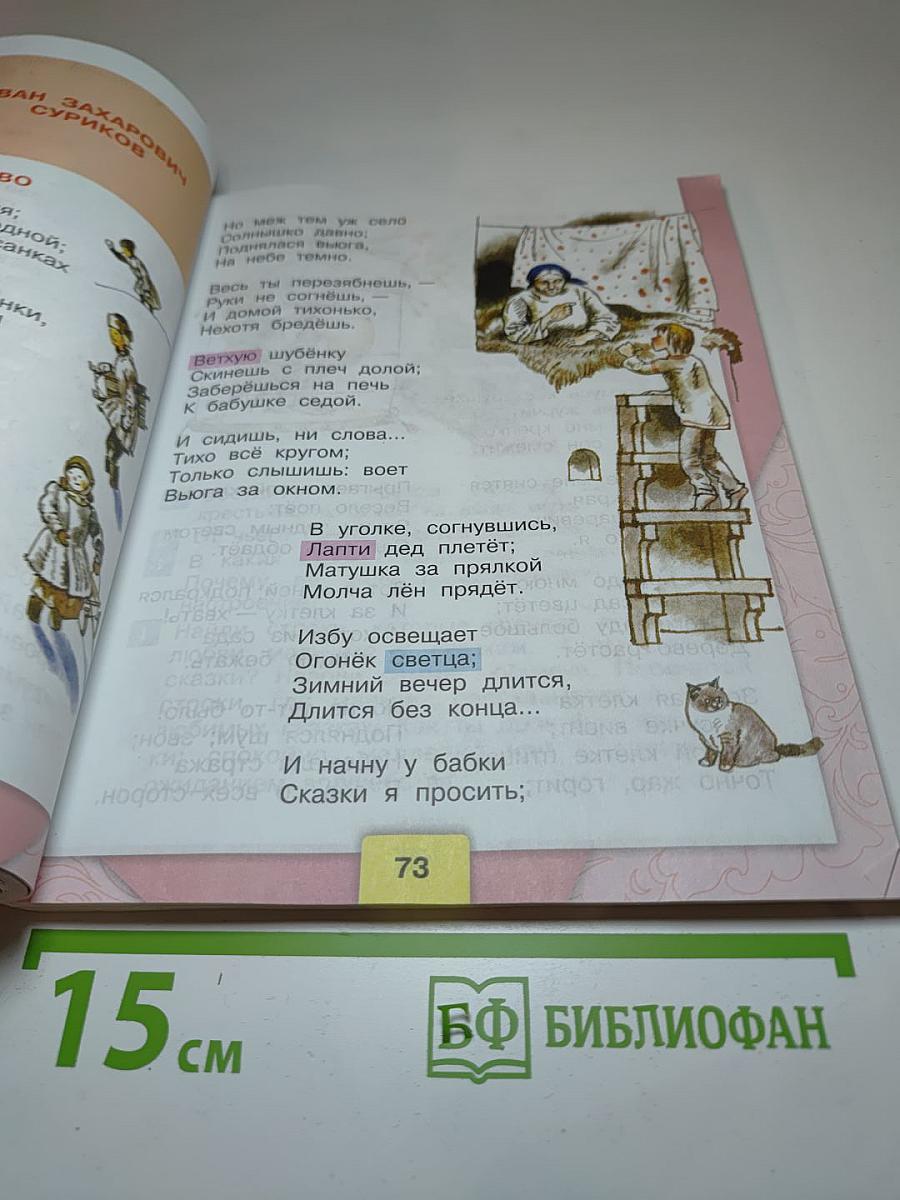 ЗАХАРОВИЧ
СУРИКОВ
санках
Но меж тем уж село
Солнышко давно;
Поднялася вьюга,
На небе темно.
Весь ты перезябнешь, —
Руки не согнёшь, —
И домой тихонько,
Нехотя бредёшь.
Ветхую шубёнку
Скинешь с плеч долой;
Заберёшься на печь
К бабушке седой.
И сидишь, ни слова...
Тихо всё кругом;
Только слышишь: воет
Вьюга за окном.
В уголке, согнувшись,
Лапти дед плетёт;
Матушка за прялкой
Молча лён прядёт.
Избу освещает
Огонёк светца;
Зимний вечер длится,
Длится без конца...
И начну у бабки
Сказки я просить;
73
15 см
БФ БИБЛИОФАН